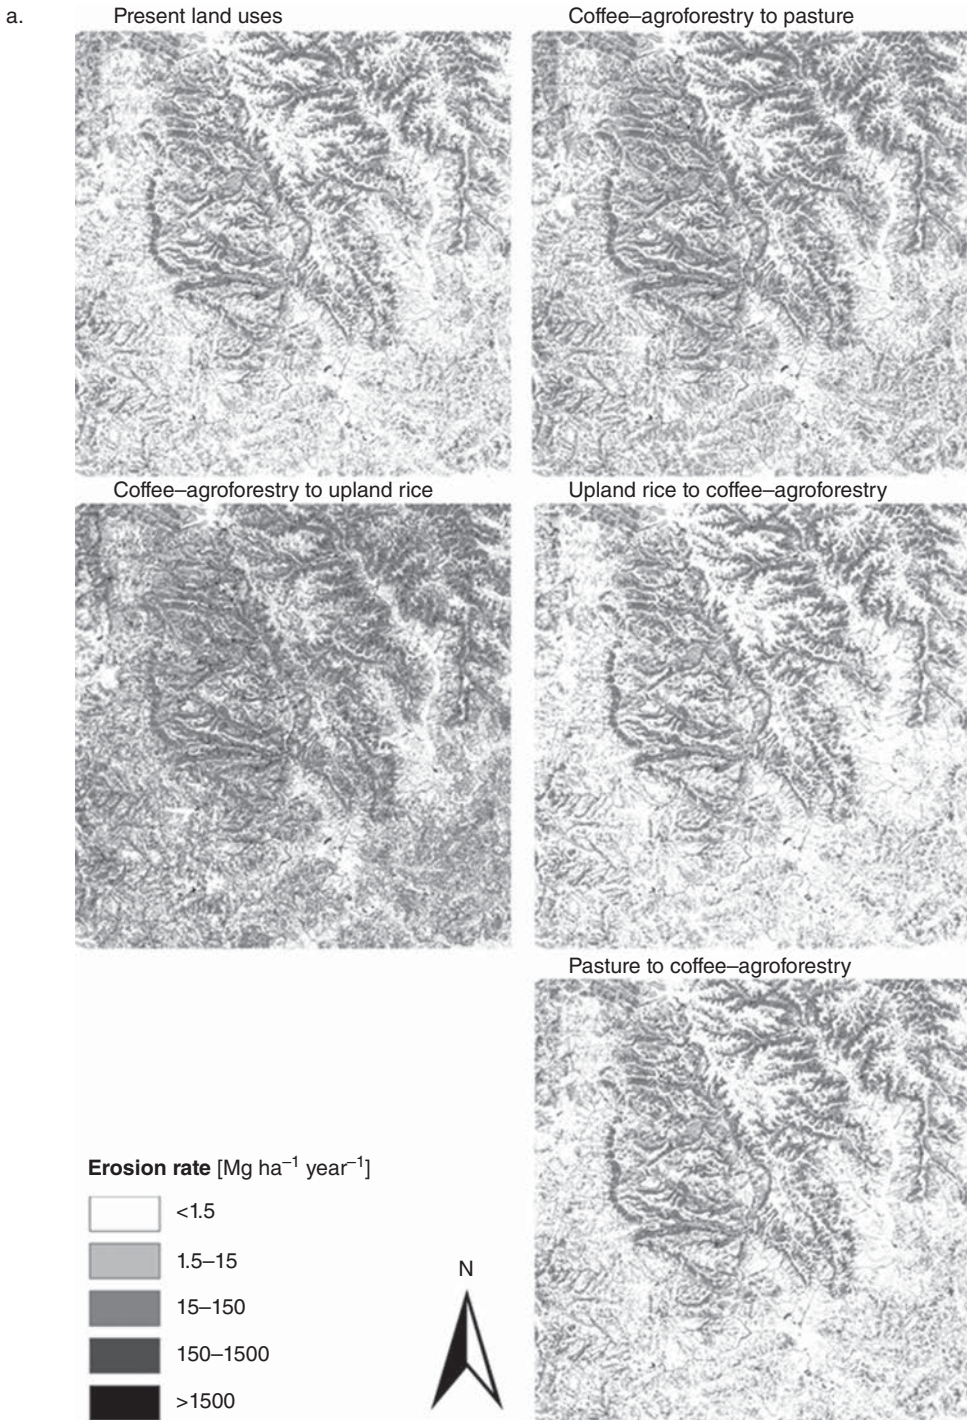 a.
Present land uses
Coffee–agroforestry to pasture
Coffee–agroforestry to upland rice
Upland rice to coffee–agroforestry
Pasture to coffee–agroforestry
Erosion rate [Mg ha⁻¹ year⁻¹]
<1.5
1.5–15
15–150
150–1500
>1500
N